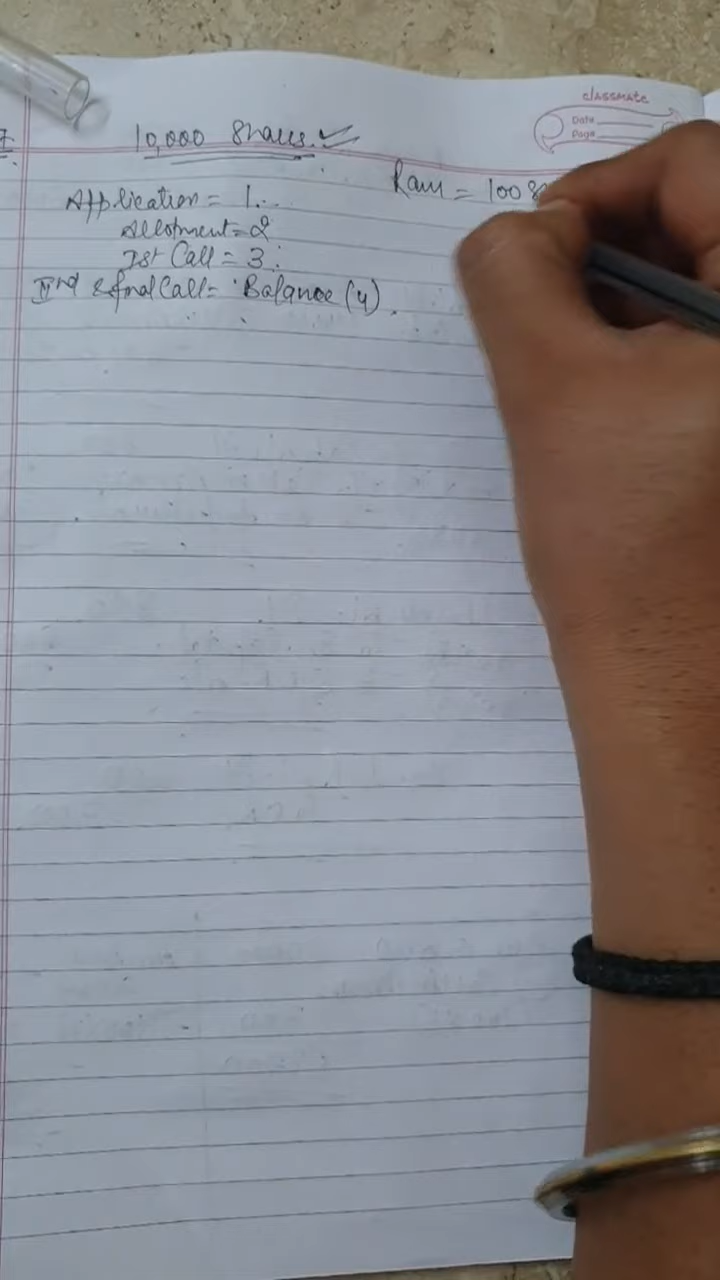 classmate
Date
Page
10,000 Shares.
Ram = 100 S
Application = 1.
Allotment = 2
Ist Call = 3.
IInd & final Call = Balance (4).